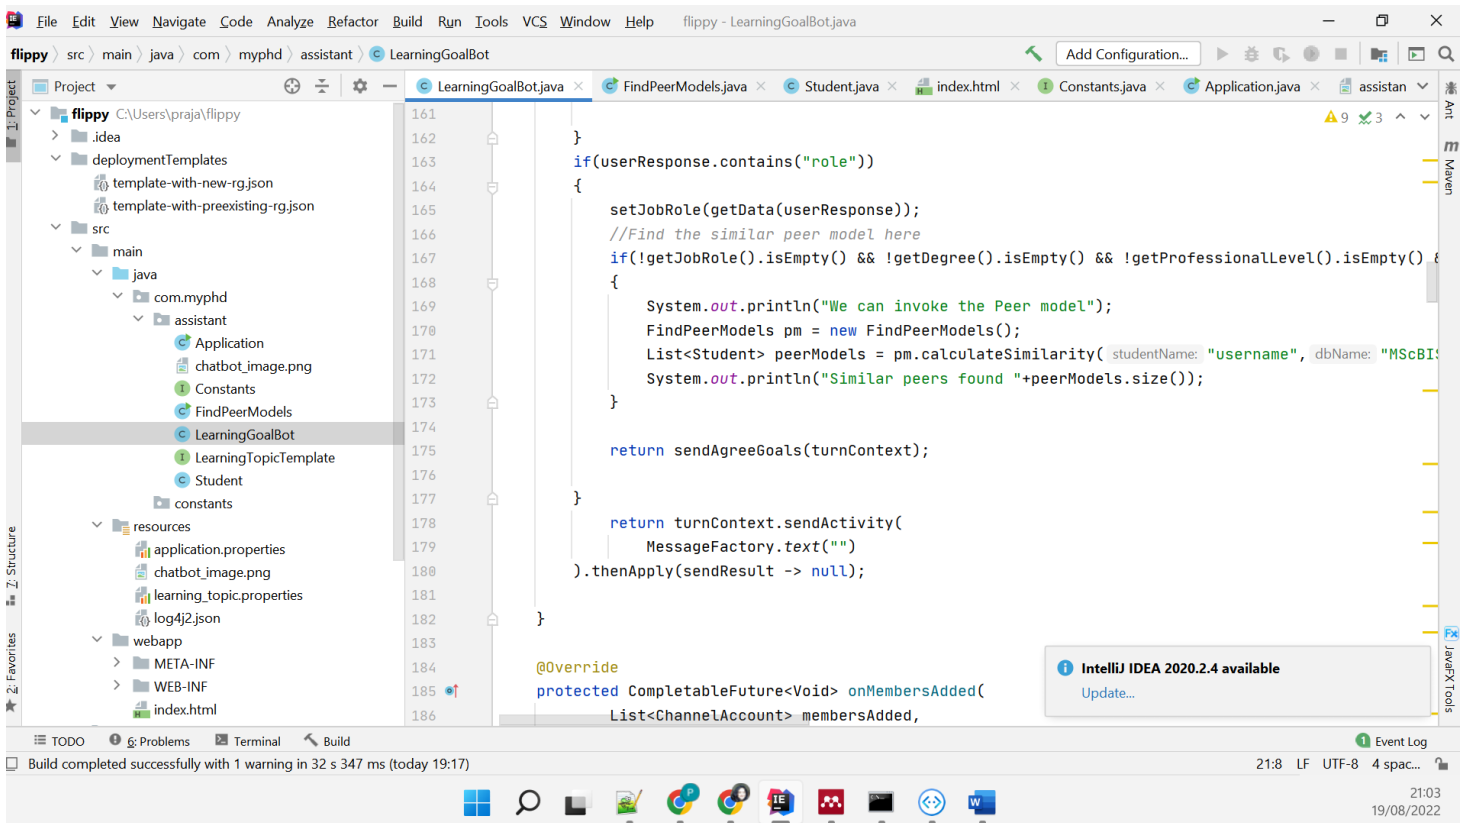 File Edit View Navigate Code Analyze Refactor Build Run Tools VCS Window Help flippy - LearningGoalBot.java
flippy src main java com myphd assistant LearningGoalBot Add Configuration...
Project
LearningGoalBot.java FindPeerModels.java Student.java index.html Constants.java Application.java assistan
1: Project
7: Structure
2: Favorites
flippy C:\Users\praja\flippy
.idea
deploymentTemplates
template-with-new-rg.json
template-with-preexisting-rg.json
src
main
java
com.myphd
assistant
Application
chatbot_image.png
Constants
FindPeerModels
LearningGoalBot
LearningTopicTemplate
Student
constants
resources
application.properties
chatbot_image.png
learning_topic.properties
log4j2.json
webapp
META-INF
WEB-INF
index.html
9 3
161
162 }
163 if(userResponse.contains("role"))
164 {
165 setJobRole(getData(userResponse));
166 //Find the similar peer model here
167 if(!getJobRole().isEmpty() && !getDegree().isEmpty() && !getProfessionalLevel().isEmpty() &
168 {
169 System.out.println("We can invoke the Peer model");
170 FindPeerModels pm = new FindPeerModels();
171 List<Student> peerModels = pm.calculateSimilarity( studentName: "username", dbName: "MScBIS
172 System.out.println("Similar peers found "+peerModels.size());
173 }
174
175 return sendAgreeGoals(turnContext);
176
177 }
178 return turnContext.sendActivity(
179 MessageFactory.text("")
180 ).thenApply(sendResult -> null);
181
182 }
183
184 @Override
185 protected CompletableFuture<Void> onMembersAdded(
186 List<ChannelAccount> membersAdded,
Ant
Maven
JavaFX Tools
IntelliJ IDEA 2020.2.4 available
Update...
TODO 6: Problems Terminal Build 1 Event Log
Build completed successfully with 1 warning in 32 s 347 ms (today 19:17) 21:8 LF UTF-8 4 spac...
21:03
19/08/2022